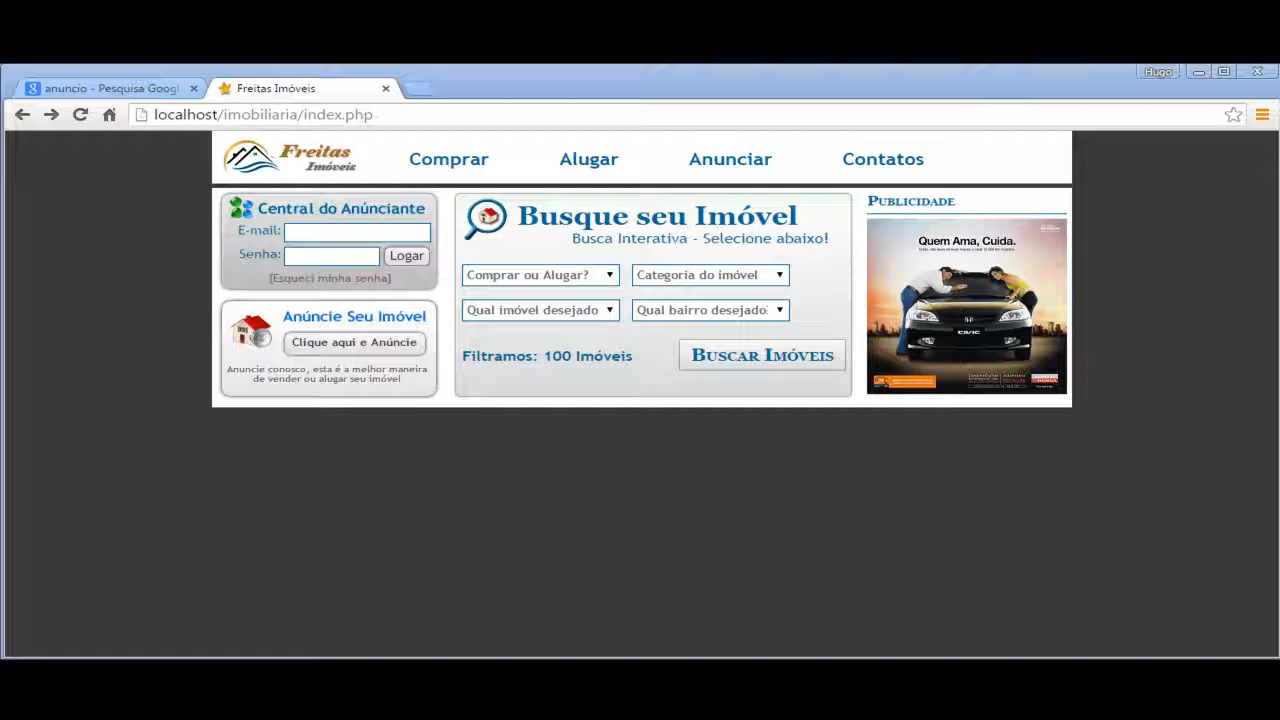 Hugo
anuncio - Pesquisa Googl
Freitas Imóveis
localhost/imobiliaria/index.php
Freitas
Imóveis
Comprar
Alugar
Anunciar
Contatos
Central do Anúnciante
E-mail:
Senha:
Logar
[Esqueci minha senha]
Anúncie Seu Imóvel
Clique aqui e Anúncie
Anuncie conosco, esta é a melhor maneira
de vender ou alugar seu imóvel
Busque seu Imóvel
Busca Interativa - Selecione abaixo!
Comprar ou Alugar?
Categoria do imóvel
Qual imóvel desejado
Qual bairro desejado
Filtramos: 100 Imóveis
Buscar Imóveis
Publicidade
Quem Ama, Cuida.
CIVIC
HONDA